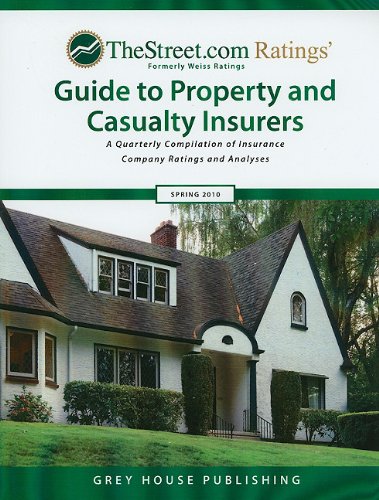 TheStreet.com Ratings'
Formerly Weiss Ratings
Guide to Property and
Casualty Insurers
A Quarterly Compilation of Insurance
Company Ratings and Analyses
SPRING 2010
GREY HOUSE PUBLISHING